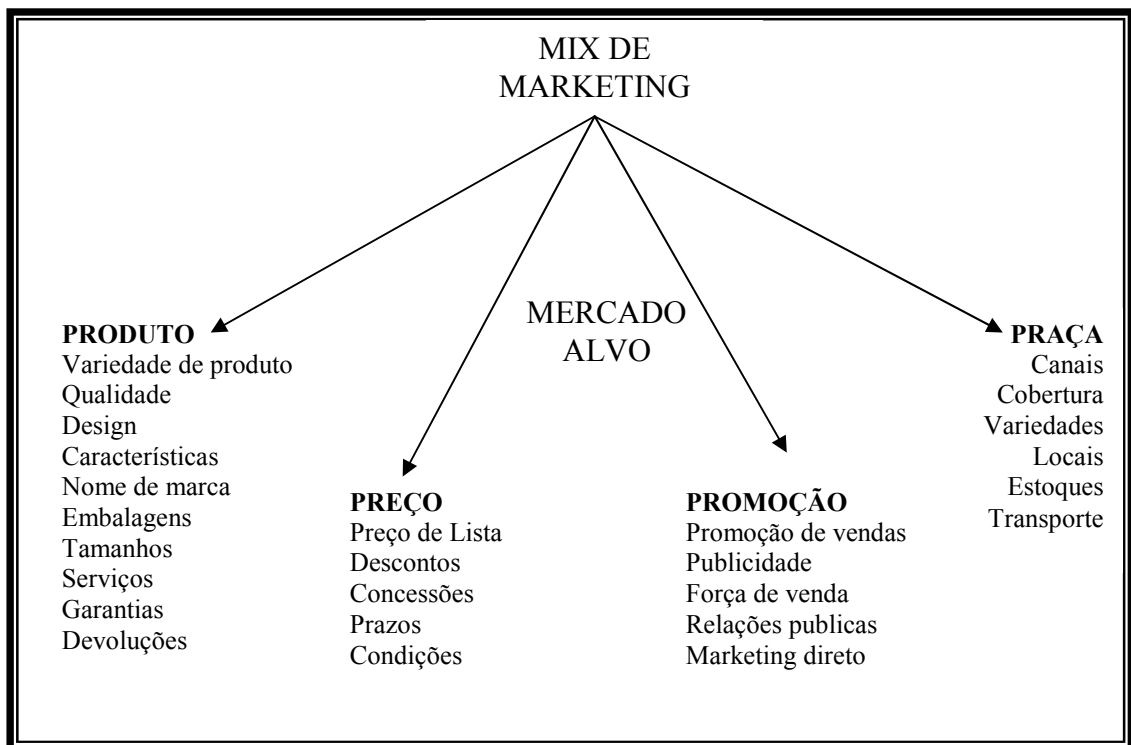 MIX DE
MARKETING
MERCADO
ALVO
PRODUTO
Variedade de produto
Qualidade
Design
Características
Nome de marca
Embalagens
Tamanhos
Serviços
Garantias
Devoluções
PREÇO
Preço de Lista
Descontos
Concessões
Prazos
Condições
PROMOÇÃO
Promoção de vendas
Publicidade
Força de venda
Relações publicas
Marketing direto
PRAÇA
Canais
Cobertura
Variedades
Locais
Estoques
Transporte